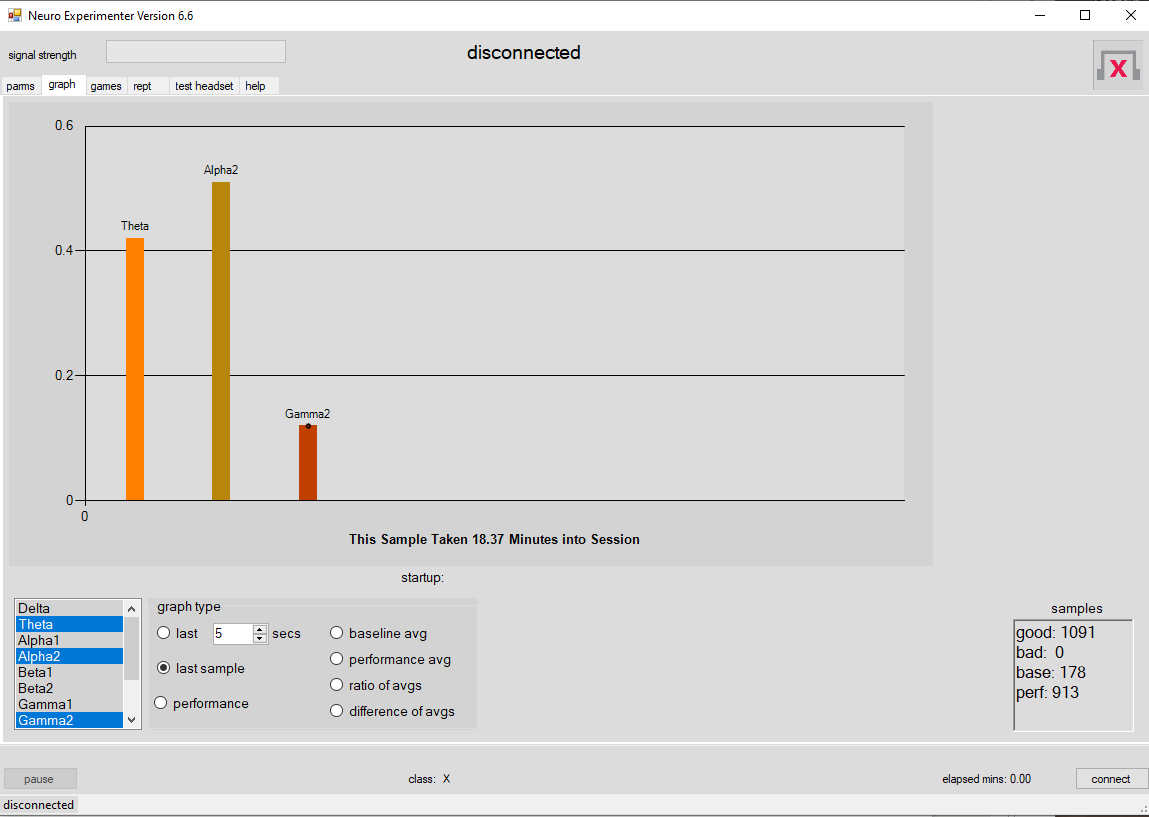 Neuro Experimenter Version 6.6
signal strength
disconnected
X
parms graph games rept test headset help
0.6
Alpha2
Theta
0.4
0.2
Gamma2
0
0
This Sample Taken 18.37 Minutes into Session
startup:
Delta
Theta
Alpha1
Alpha2
Beta1
Beta2
Gamma1
Gamma2
graph type
last 5 secs
last sample
performance
baseline avg
performance avg
ratio of avgs
difference of avgs
samples
good: 1091
bad: 0
base: 178
perf: 913
pause
class: X
elapsed mins: 0.00
connect
disconnected